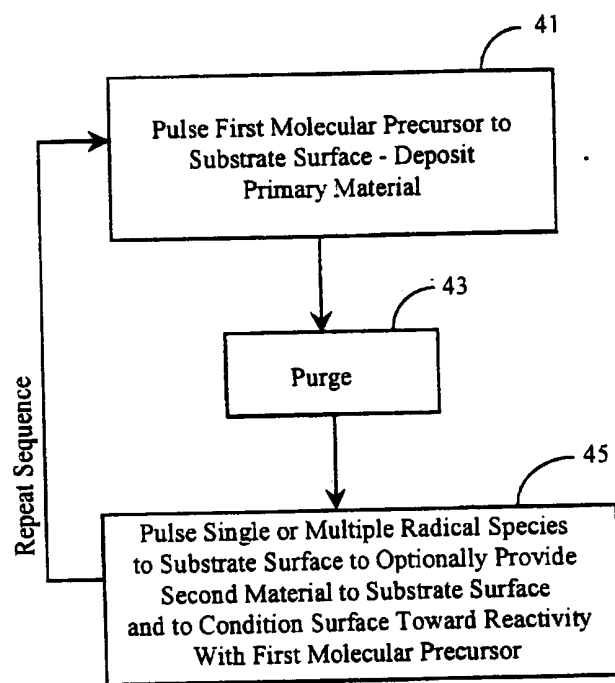 41
Pulse First Molecular Precursor to
Substrate Surface - Deposit
Primary Material
43
Purge
Repeat Sequence
45
Pulse Single or Multiple Radical Species
to Substrate Surface to Optionally Provide
Second Material to Substrate Surface
and to Condition Surface Toward Reactivity
With First Molecular Precursor